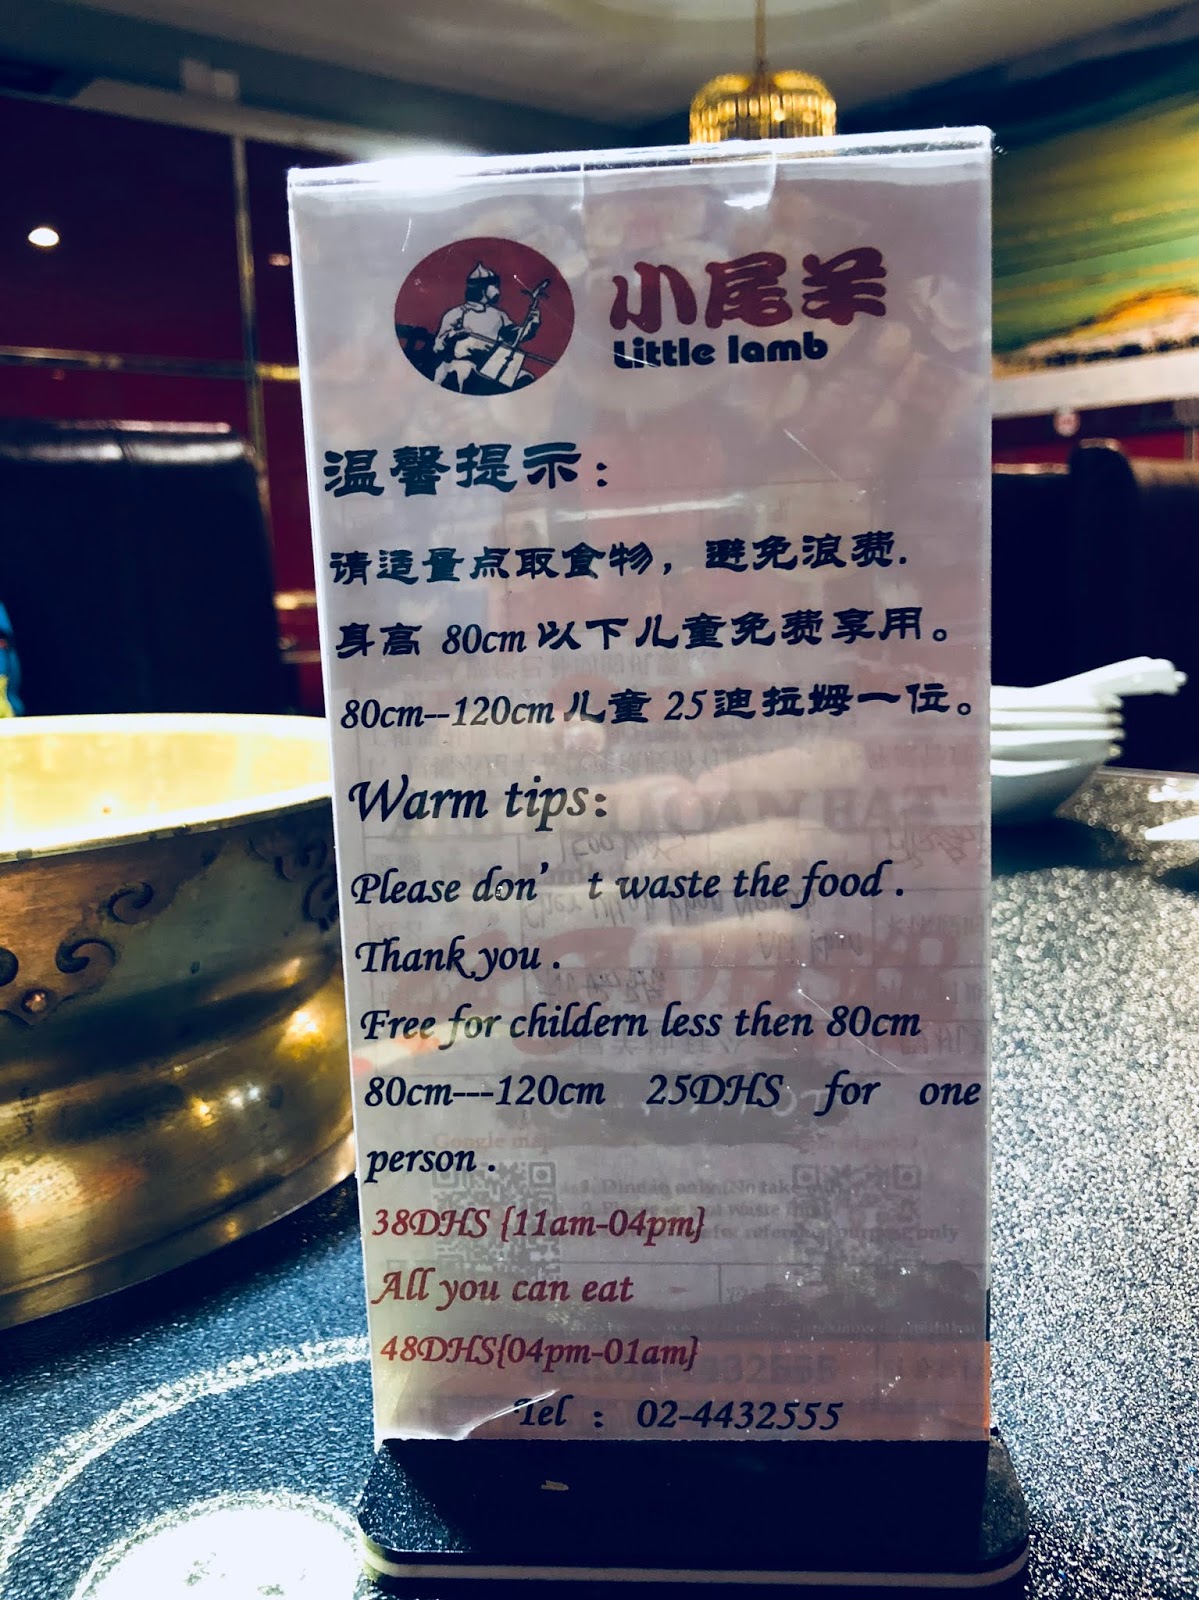 小尾羊
Little lamb
温馨提示：
请适量点取食物，避免浪费.
身高 80cm 以下儿童免费享用。
80cm--120cm 儿童 25 迪拉姆一位。
Warm tips:
Please don’ t waste the food .
Thank you .
Free for childern less then 80cm
80cm---120cm 25DHS for one
person .
38DHS {11am-04pm}
All you can eat
48DHS{04pm-01am}
Tel ： 02-4432555